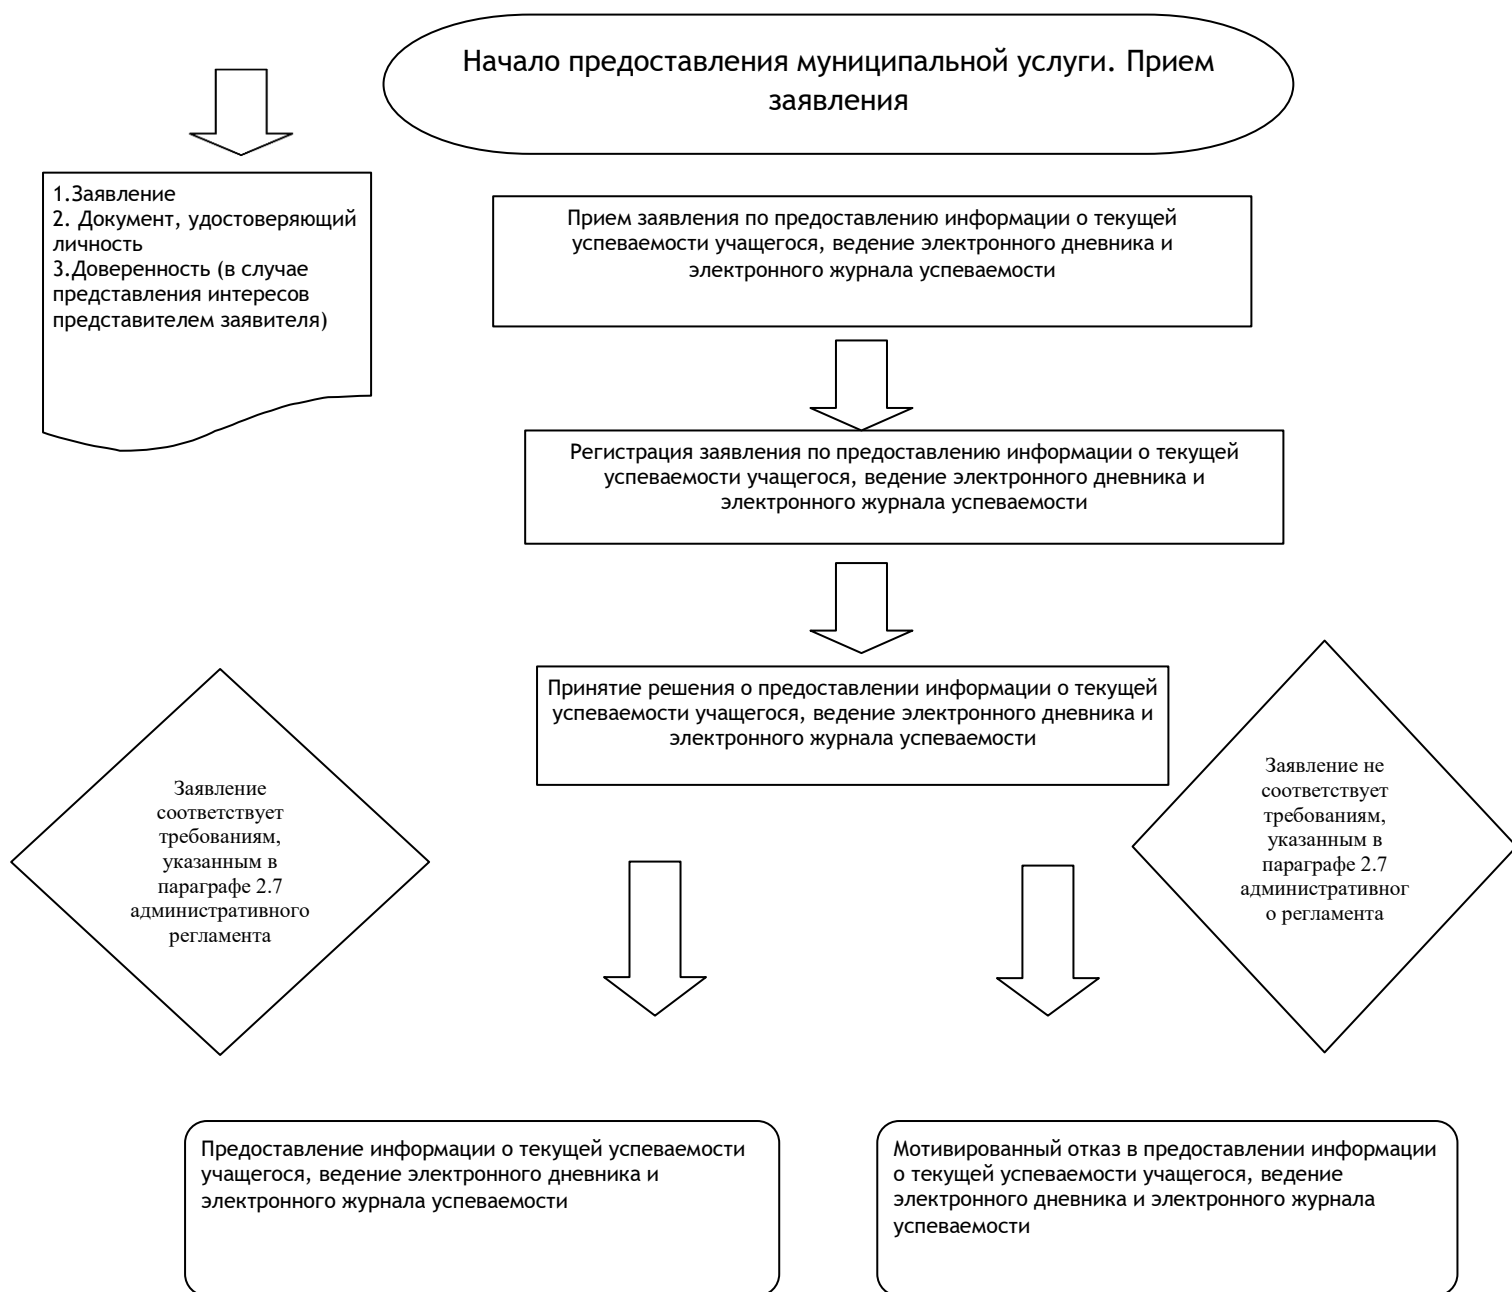 Начало предоставления муниципальной услуги. Прием
заявления
1.Заявление
2. Документ, удостоверяющий
личность
3.Доверенность (в случае
представления интересов
представителем заявителя)
Прием заявления по предоставлению информации о текущей
успеваемости учащегося, ведение электронного дневника и
электронного журнала успеваемости
Регистрация заявления по предоставлению информации о текущей
успеваемости учащегося, ведение электронного дневника и
электронного журнала успеваемости
Принятие решения о предоставлении информации о текущей
успеваемости учащегося, ведение электронного дневника и
электронного журнала успеваемости
Заявление
соответствует
требованиям,
указанным в
параграфе 2.7
административного
регламента
Заявление не
соответствует
требованиям,
указанным в
параграфе 2.7
административног
о регламента
Предоставление информации о текущей успеваемости
учащегося, ведение электронного дневника и
электронного журнала успеваемости
Мотивированный отказ в предоставлении информации
о текущей успеваемости учащегося, ведение
электронного дневника и электронного журнала
успеваемости